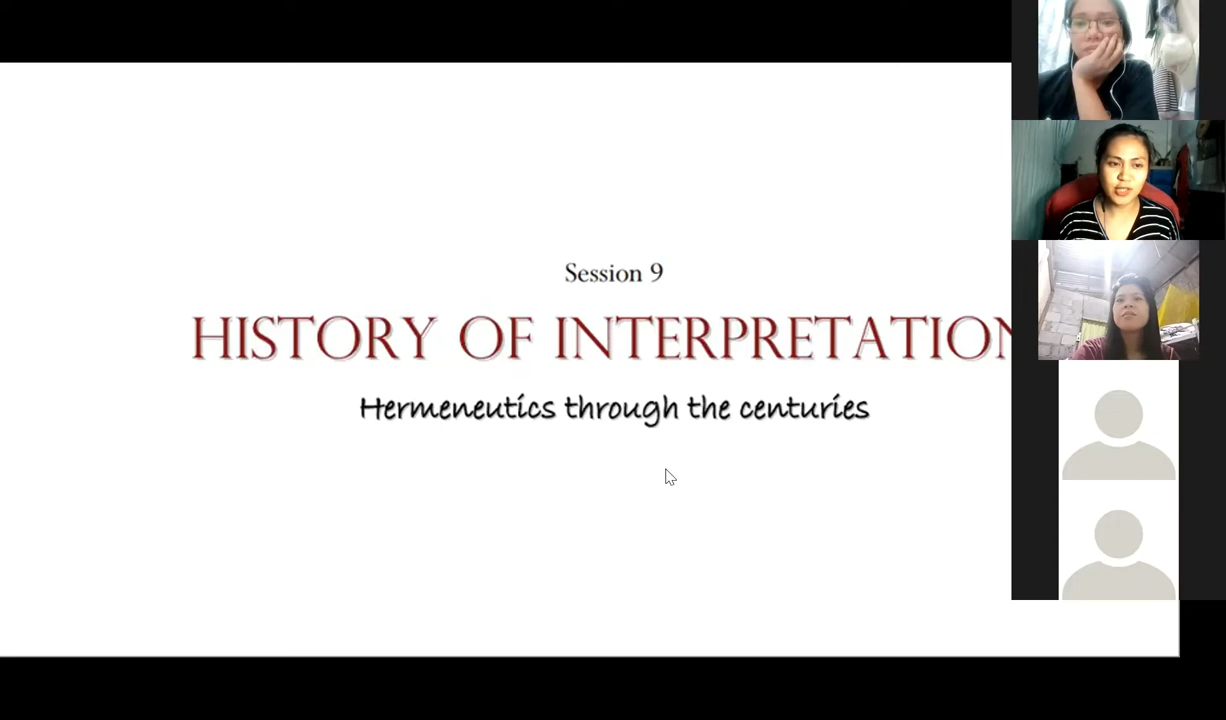 Session 9
HISTORY OF INTERPRETATION
Hermeneutics through the centuries